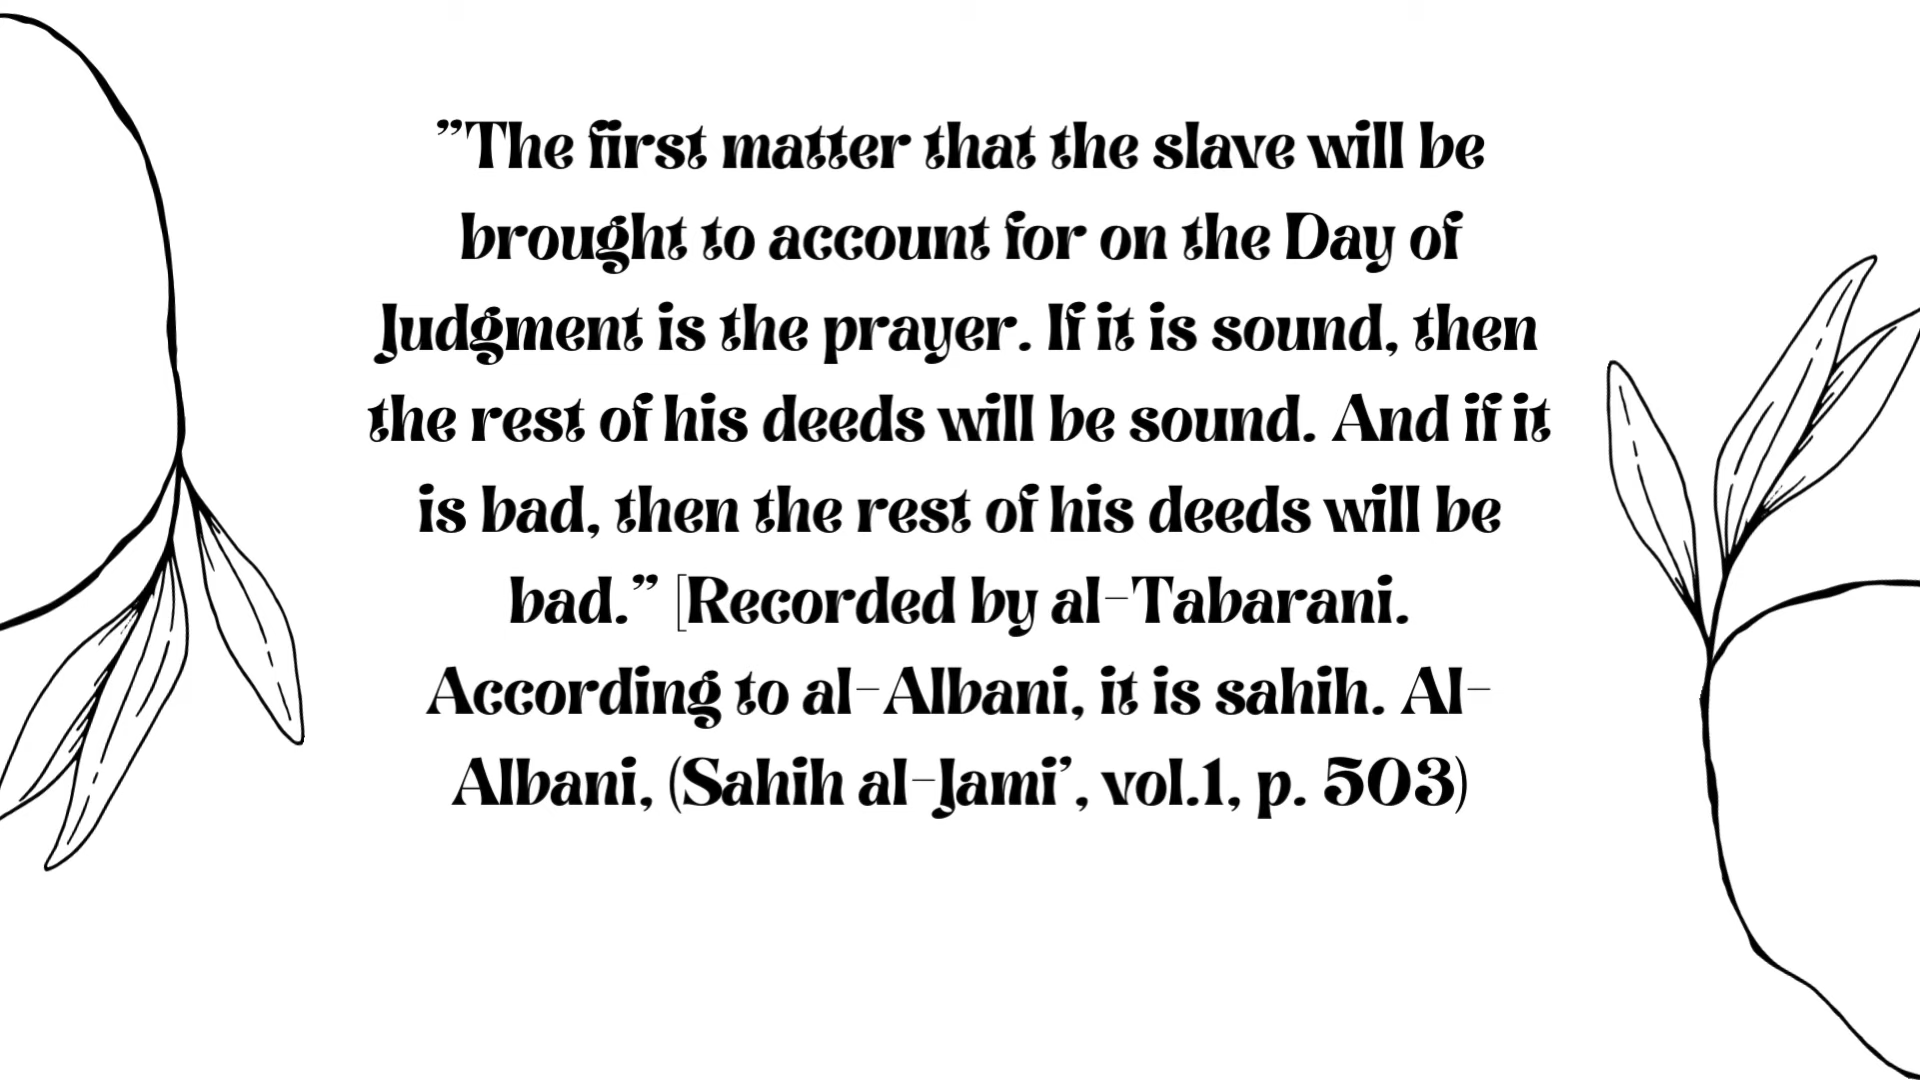 ”The first matter that the slave will be
brought to account for on the Day of
Judgment is the prayer. If it is sound, then
the rest of his deeds will be sound. And if it
is bad, then the rest of his deeds will be
bad.” [Recorded by al-Tabarani.
According to al-Albani, it is sahih. Al-
Albani, (Sahih al-Jami’, vol.1, p. 503)